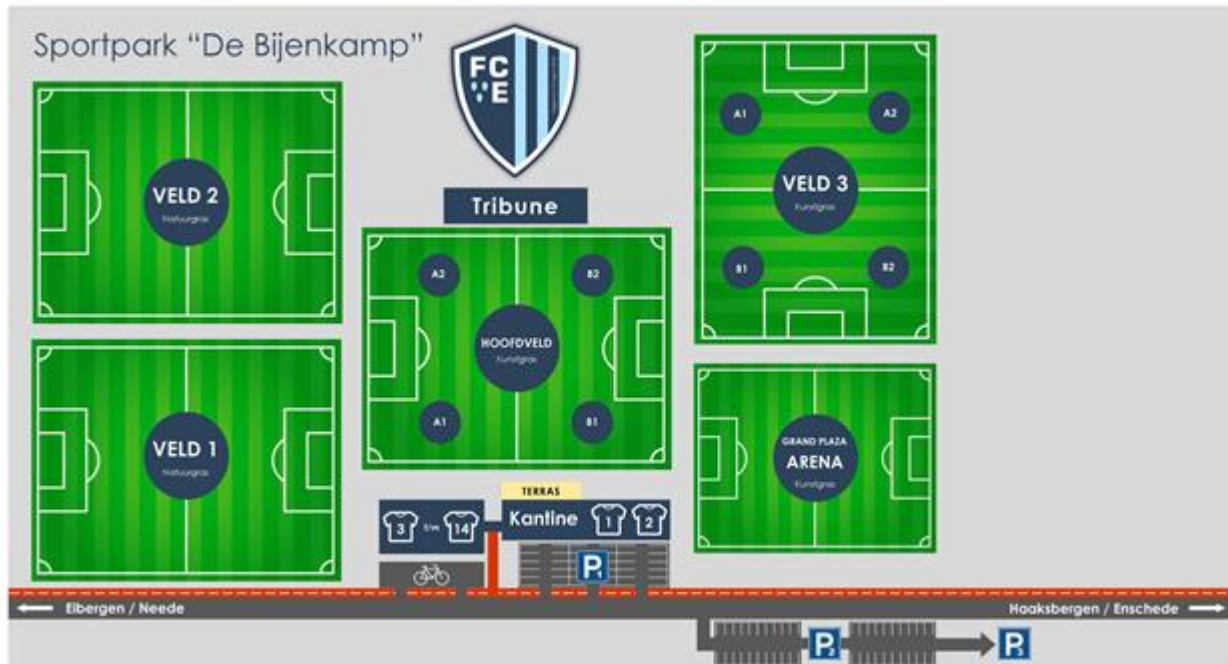 Sportpark “De Bijenkamp”
FC
E
Tribune
VELD 2
Natuurgras
VELD 1
Natuurgras
A2
B2
HOOFDVELD
Kunstgras
A1
B1
A1
A2
VELD 3
Kunstgras
B1
B2
GRAND PLAZA
ARENA
Kunstgras
TERRAS
3 t/m 14
Kantine 1 2
P1
Eibergen / Neede
Haaksbergen / Enschede
P2
P3